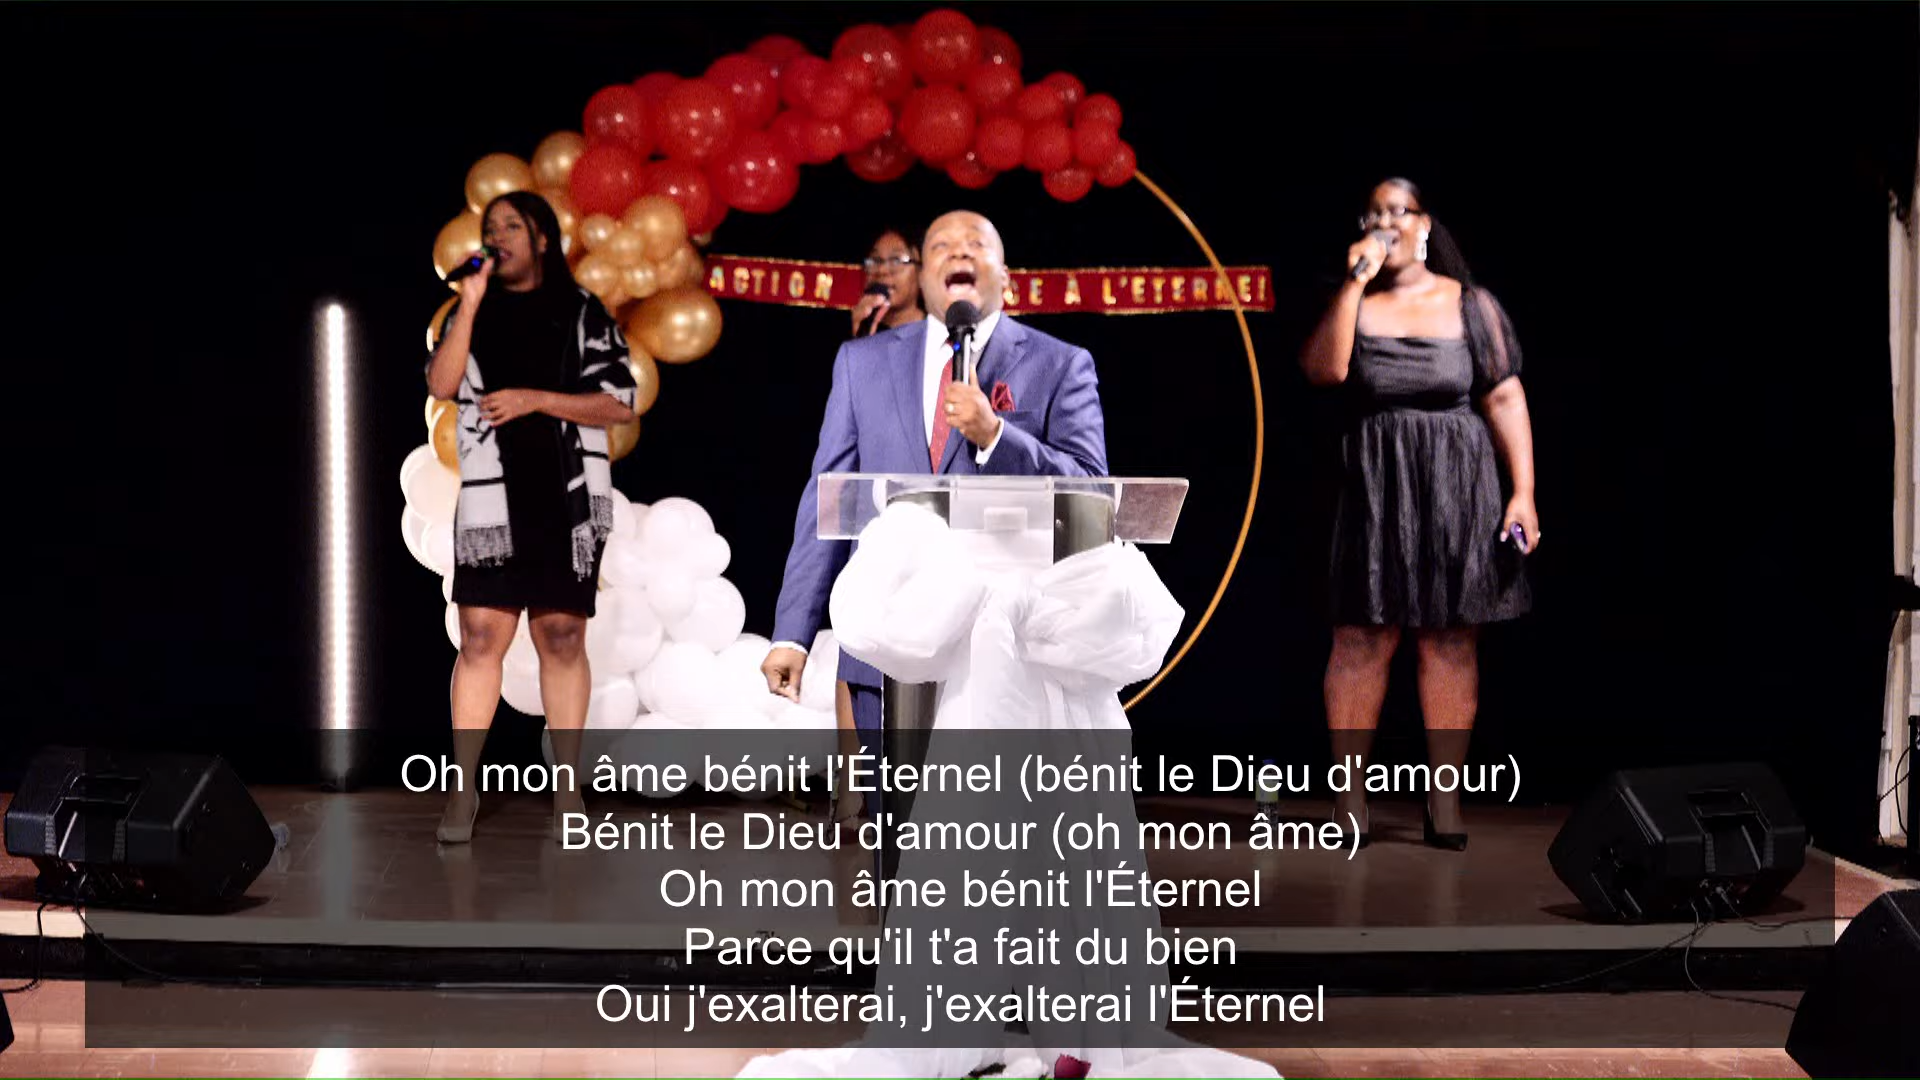 ACTION CE À L'ETERNEL
Oh mon âme bénit l'Éternel (bénit le Dieu d'amour)
Bénit le Dieu d'amour (oh mon âme)
Oh mon âme bénit l'Éternel
Parce qu'il t'a fait du bien
Oui j'exalterai, j'exalterai l'Éternel